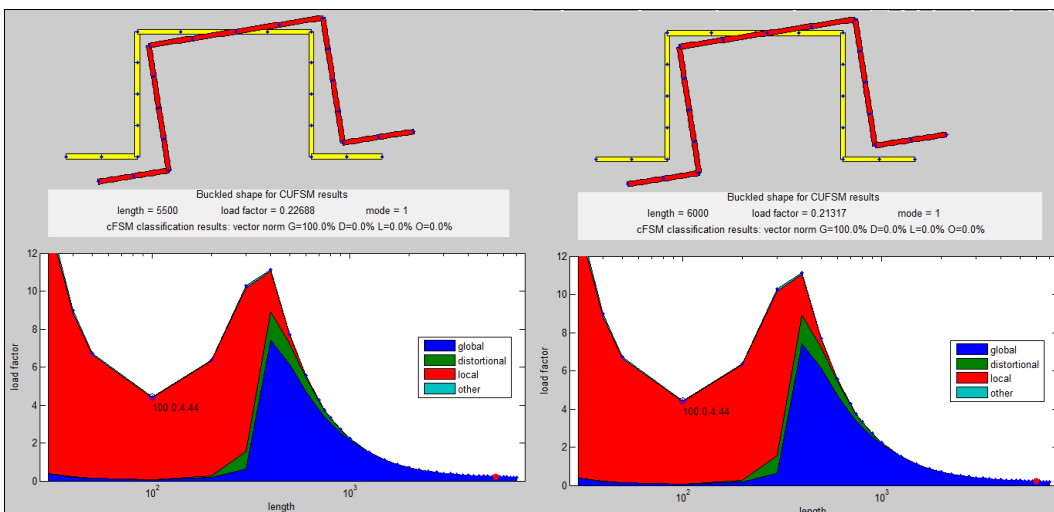 Buckled shape for CUFSM results
length = 5500 load factor = 0.22688 mode = 1
cFSM classification results: vector norm G=100.0% D=0.0% L=0.0% O=0.0%
12
10
8
6
4
2
0
load factor
100.0,4.44
global
distortional
local
other
10^2
10^3
length
Buckled shape for CUFSM results
length = 6000 load factor = 0.21317 mode = 1
cFSM classification results: vector norm G=100.0% D=0.0% L=0.0% O=0.0%
12
10
8
6
4
2
0
load factor
100.0,4.44
global
distortional
local
other
10^2
10^3
length